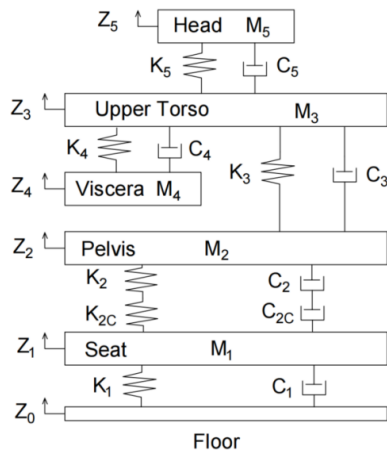 Z5 Head M5
K5 C5
Z3 Upper Torso M3
K4 C4
K3 C3
Z4 Viscera M4
Z2 Pelvis M2
K2 C2
K2C C2C
Z1 Seat M1
K1 C1
Z0
Floor